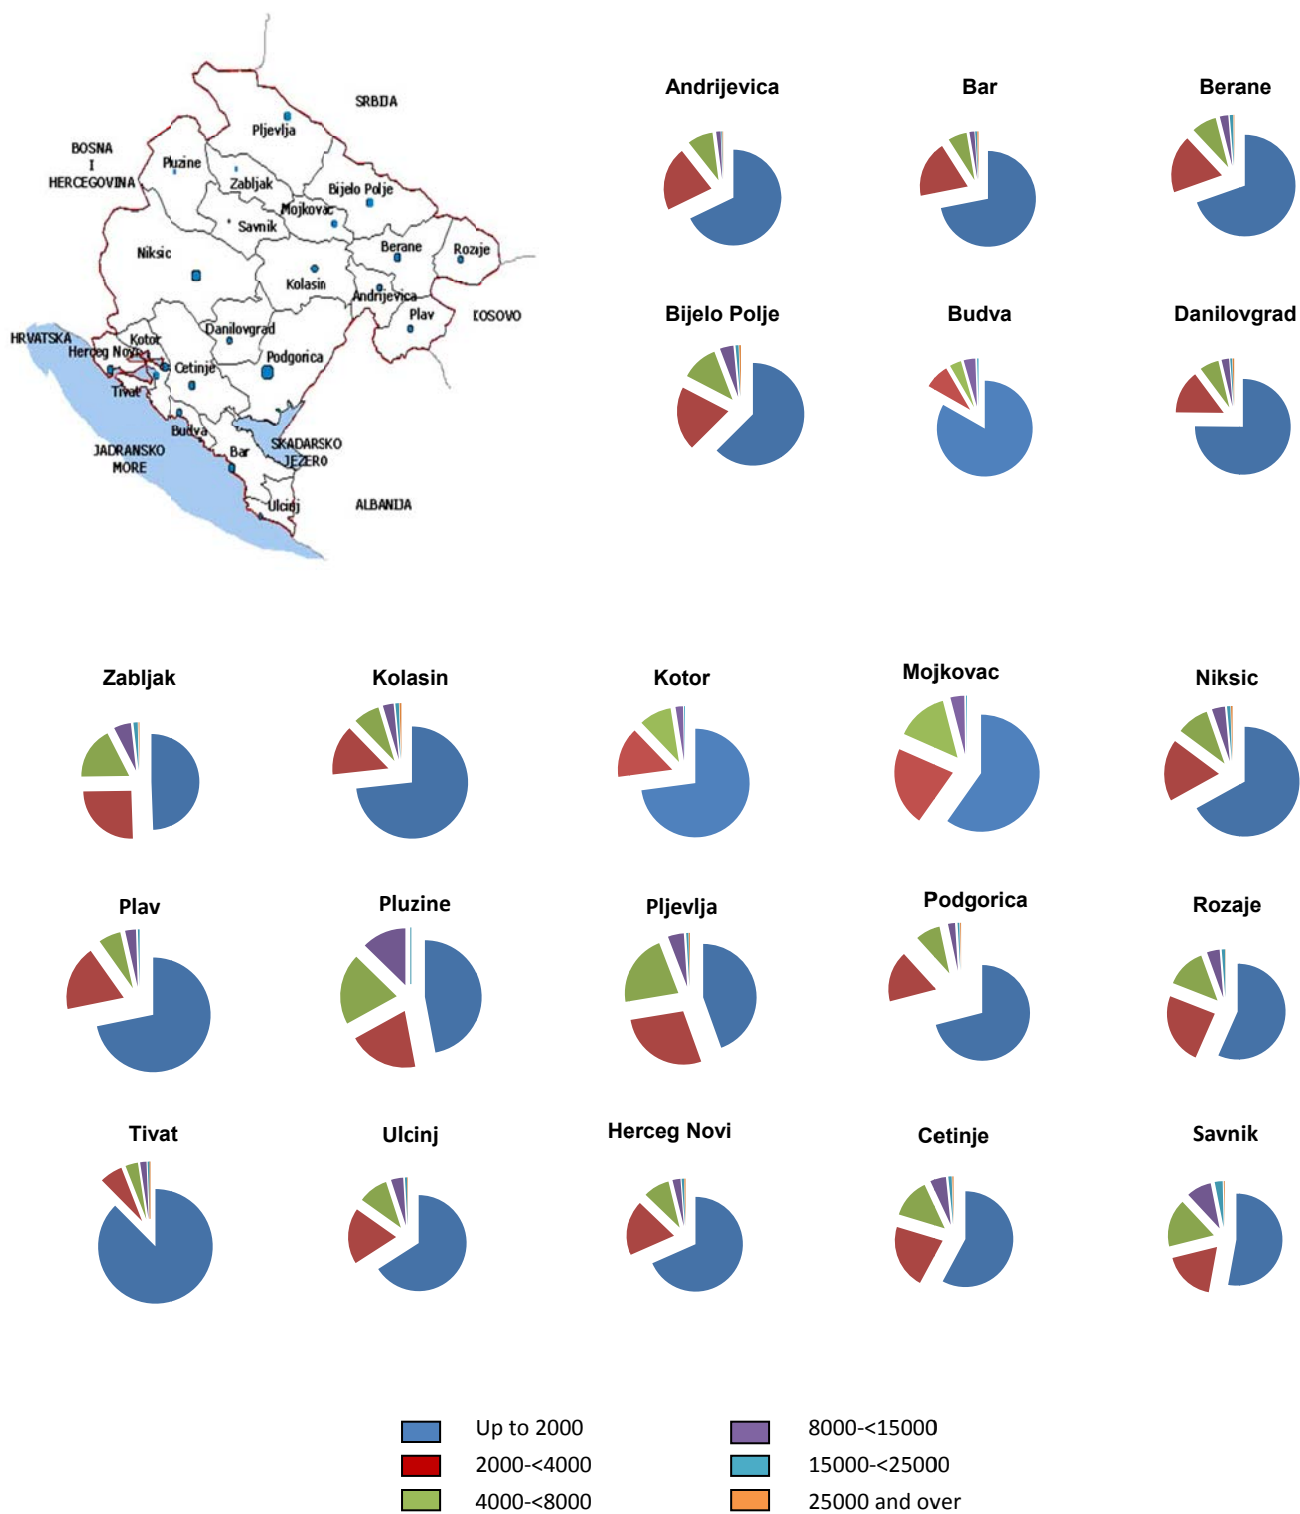 SRBIJA
Pljevlja
BOSNA
I
HERCEGOVINA
Pluzine
Zabljak
Bijelo Polje
Mojkovac
Savnik
Niksic
Berane
Rozaje
Kolasin
Andrijevica
Plav
KOSOVO
Danilovgrad
HRVATSKA
Kotor
Herceg Novi
Podgorica
Cetinje
Tivat
Budva
Bar
SKADARSKO
JEZERO
JADRANSKO
MORE
Ulcinj
ALBANIJA
Andrijevica
Bar
Berane
Bijelo Polje
Budva
Danilovgrad
Zabljak
Kolasin
Kotor
Mojkovac
Niksic
Plav
Pluzine
Pljevlja
Podgorica
Rozaje
Tivat
Ulcinj
Herceg Novi
Cetinje
Savnik
Up to 2000
2000-<4000
4000-<8000
8000-<15000
15000-<25000
25000 and over